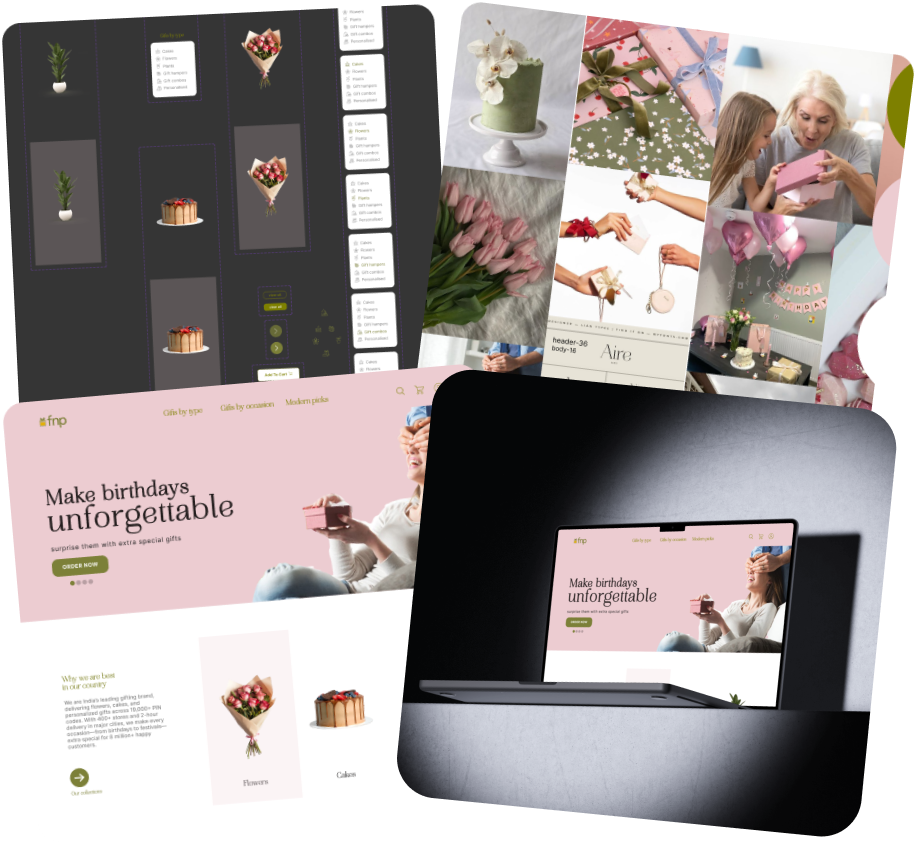 Gifts by type
Cakes
Flowers
Plants
Gift hampers
Gift combos
Personalised
Cakes
Flowers
Plants
Gift hampers
Gift combos
Personalised
Cakes
Flowers
Plants
Gift hampers
Gift combos
Personalised
Cakes
Flowers
Plants
Gift hampers
Gift combos
Personalised
Cakes
Flowers
Plants
Gift hampers
Gift combos
Personalised
Cakes
Flowers
Plants
Gift hampers
Gift combos
Personalised
Cakes
Flowers
Add To Cart
HAPPY
BIRTHDAY
header-36
body-16
Aire
fnp
Gifts by type
Gifts by occasion
Modern picks
Make birthdays
unforgettable
surprise them with extra special gifts
ORDER NOW
Why we are best
in our country
We are India's leading gifting brand,
delivering flowers, cakes, and
personalised gifts across 19,000+ PIN
codes. With 400+ stores and 2-hour
delivery in major cities, we make every
occasion—from birthdays to festivals—
extra special for 8 million+ happy
customers.
Our collections
Flowers
Cakes
fnp
Gifts by type
Gifts by occasion
Modern picks
Make birthdays
unforgettable
surprise them with extra special gifts
ORDER NOW